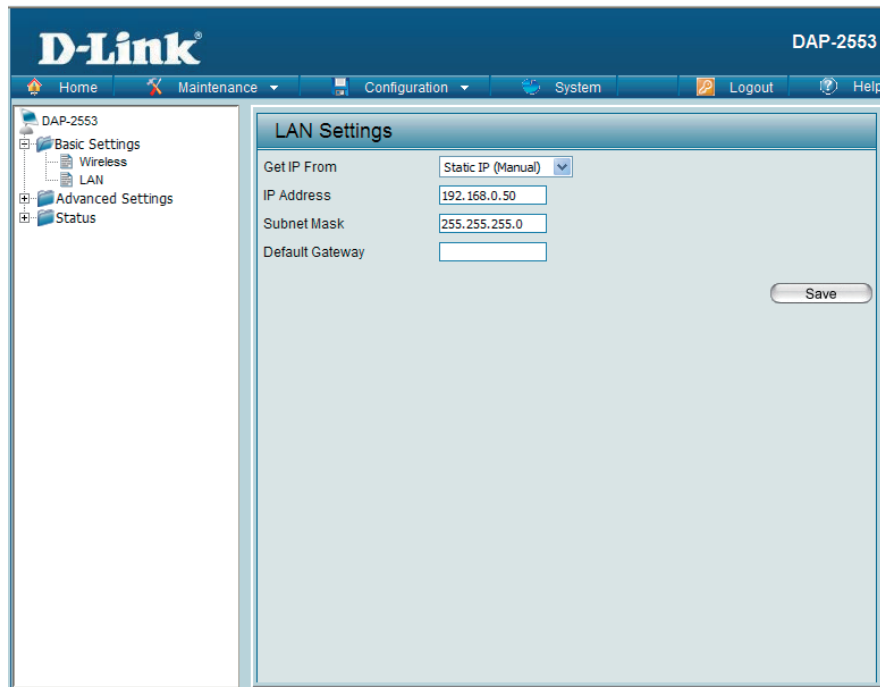 D-Link®
DAP-2553
Home Maintenance Configuration System Logout Help
DAP-2553
Basic Settings
Wireless
LAN
Advanced Settings
Status
LAN Settings
Get IP From Static IP (Manual)
IP Address 192.168.0.50
Subnet Mask 255.255.255.0
Default Gateway
Save